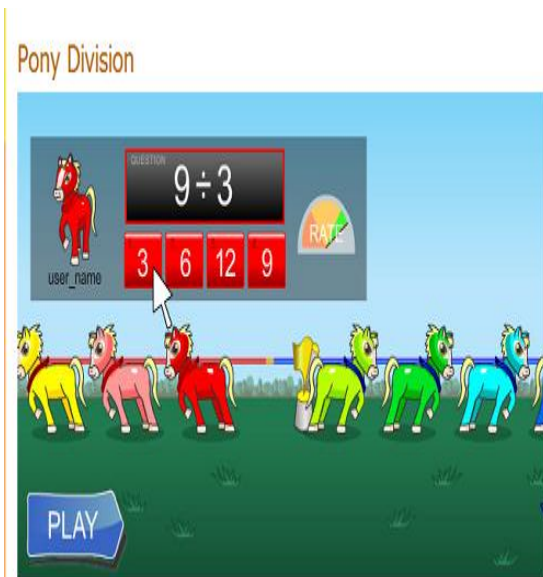 Pony Division
QUESTION
9÷3
3 6 12 9
RATE
user_name
PLAY